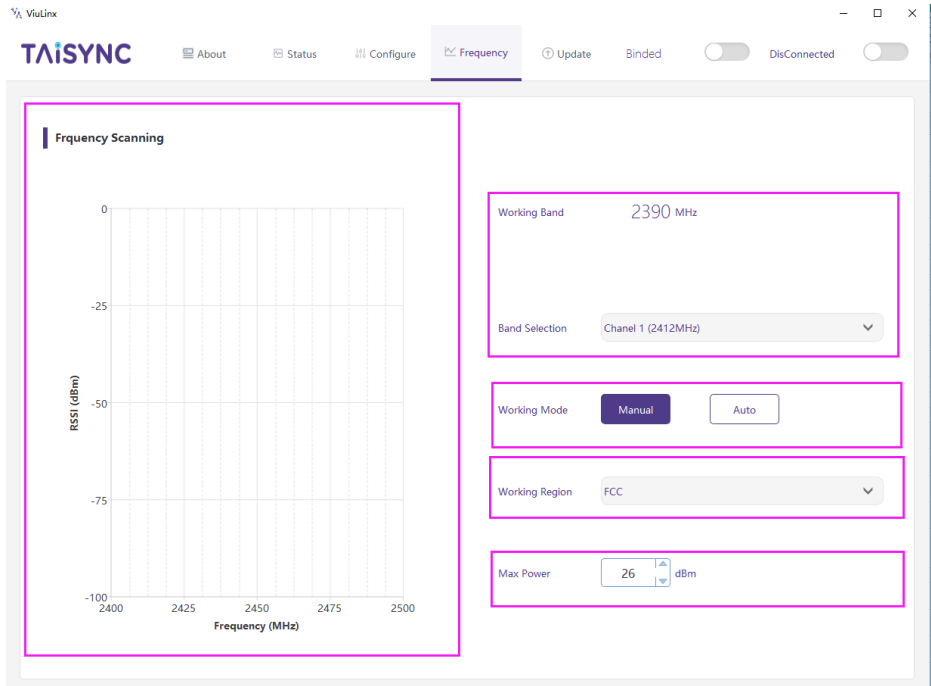 ViuLinx
TAiSYNC
About
Status
Configure
Frequency
Update
Binded
DisConnected
Frquency Scanning
0
-25
-50
-75
-100
RSSI (dBm)
2400 2425 2450 2475 2500
Frequency (MHz)
Working Band 2390 MHz
Band Selection Chanel 1 (2412MHz)
Working Mode Manual Auto
Working Region FCC
Max Power 26 dBm